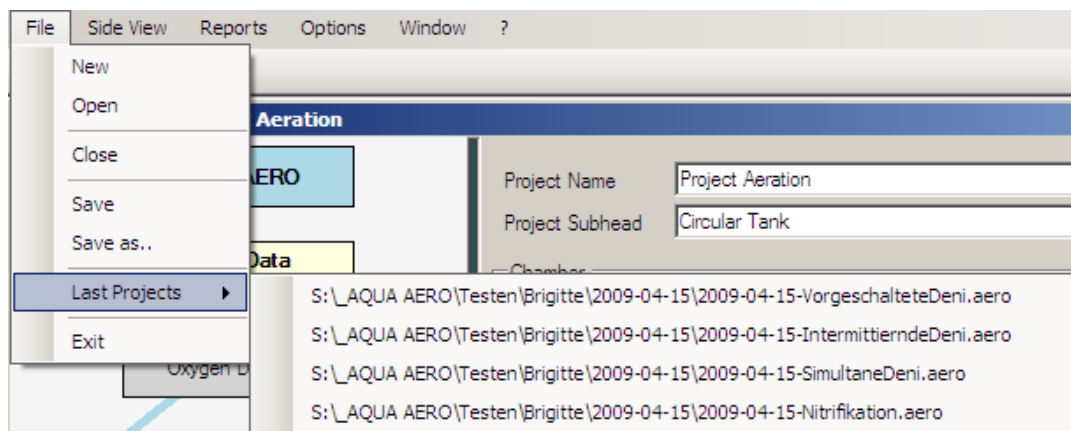 File Side View Reports Options Window ?
New
Open
Aeration
Close
AERO
Project Name Project Aeration
Save
Project Subhead Circular Tank
Save as..
Data
Chamber
Last Projects
S:\_AQUA AERO\Testen\Brigitte\2009-04-15\2009-04-15-VorgeschalteteDeni.aero
S:\_AQUA AERO\Testen\Brigitte\2009-04-15\2009-04-15-IntermittierndeDeni.aero
Exit
Oxygen D
S:\_AQUA AERO\Testen\Brigitte\2009-04-15\2009-04-15-SimultaneDeni.aero
S:\_AQUA AERO\Testen\Brigitte\2009-04-15\2009-04-15-Nitrifikation.aero